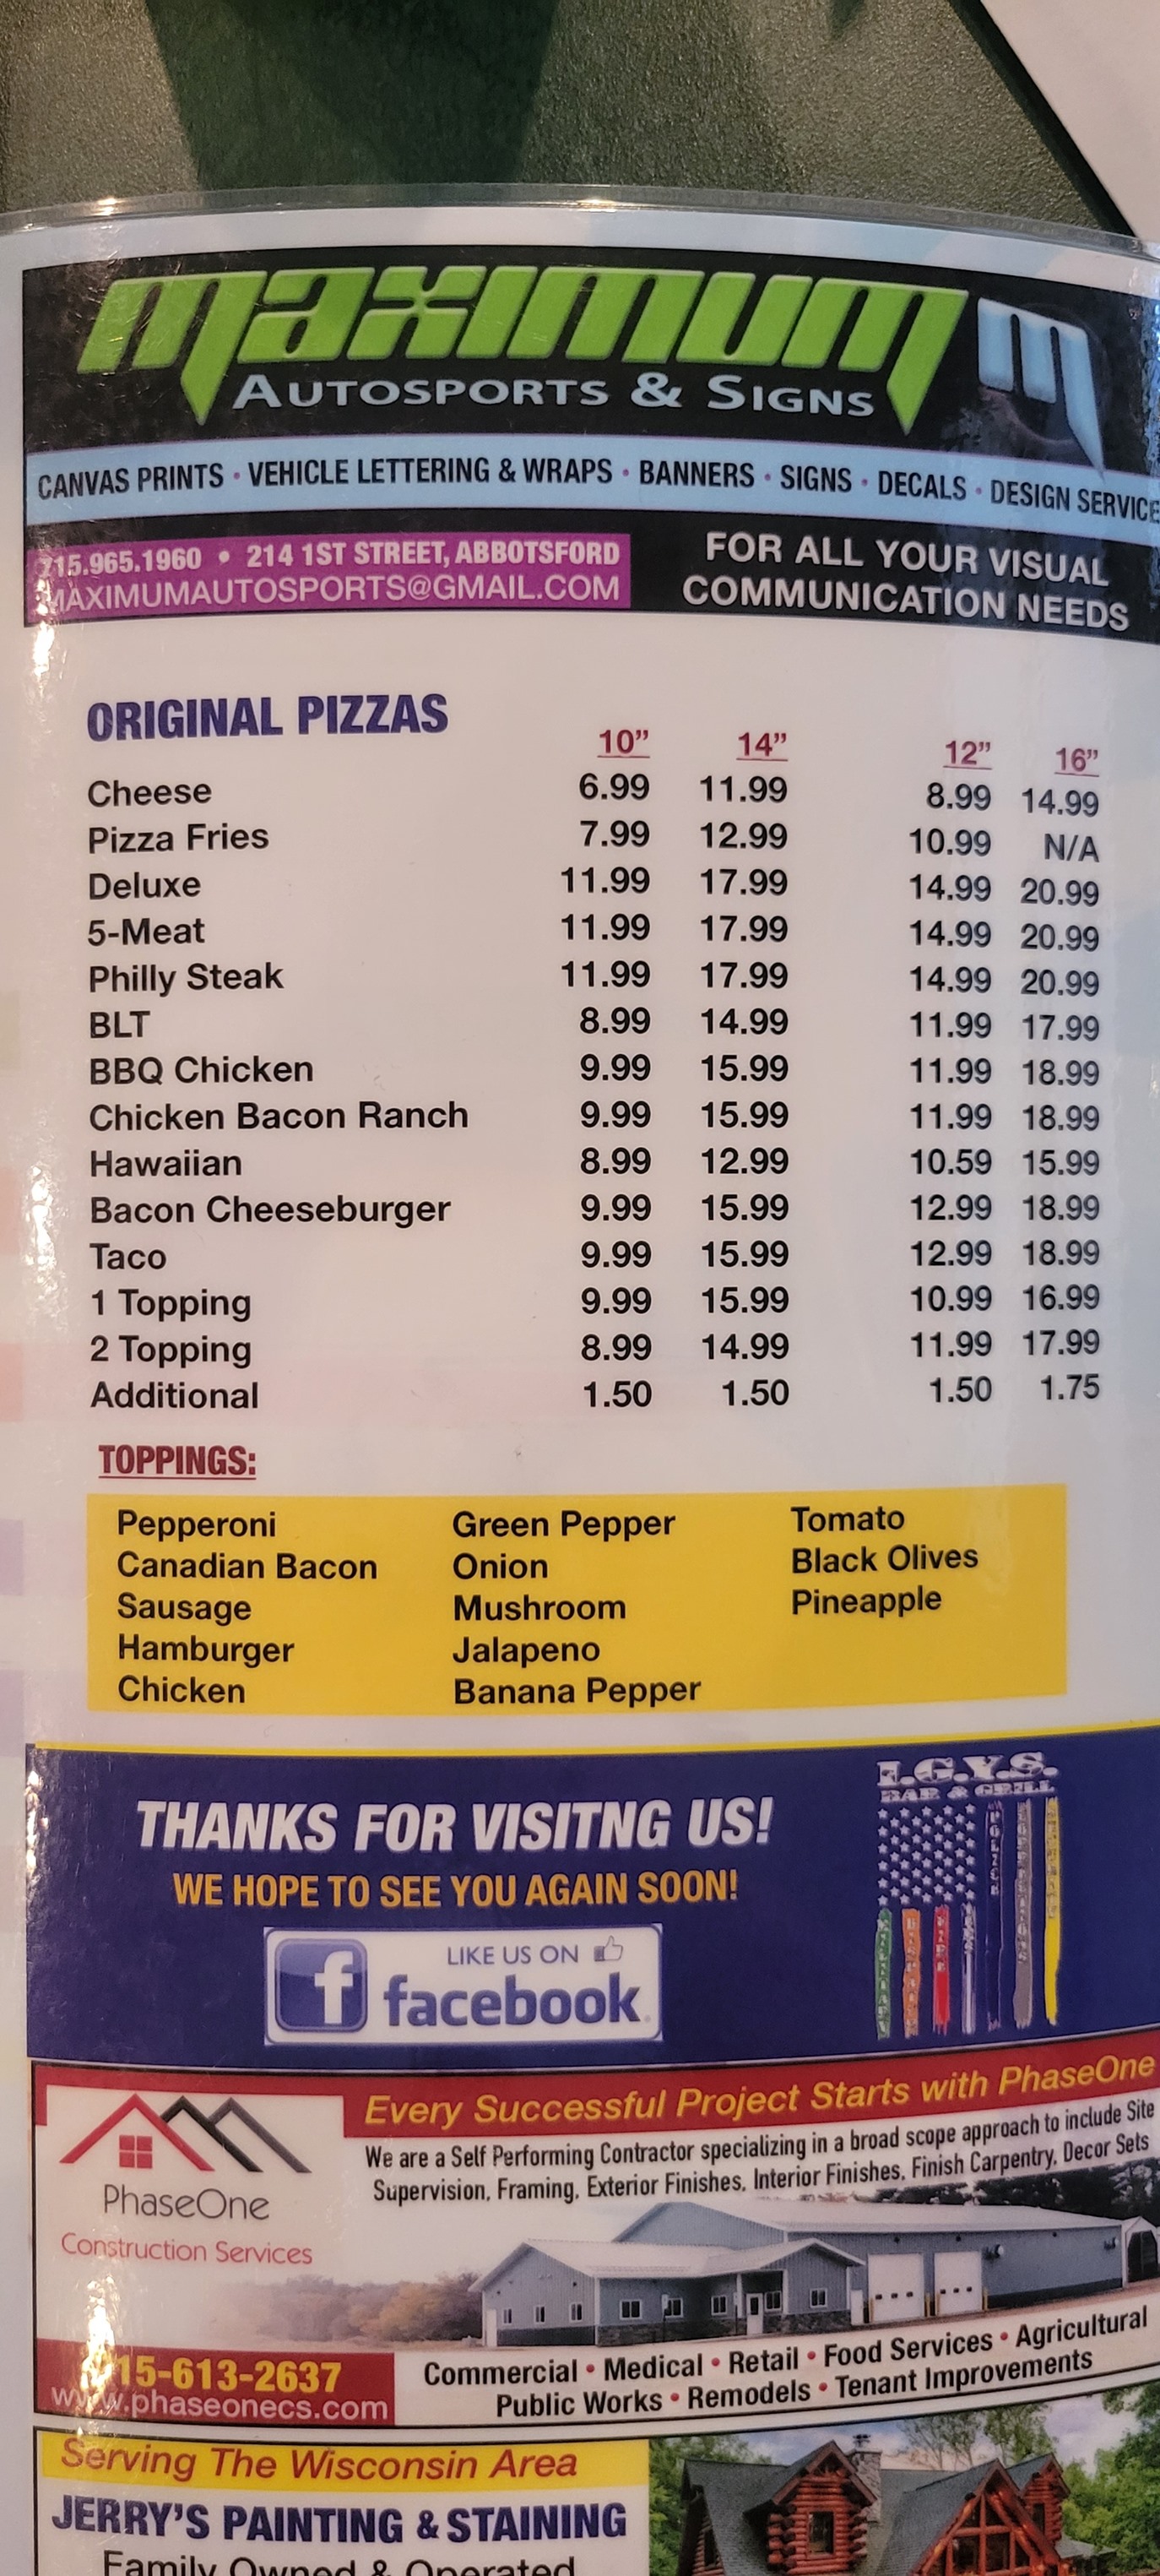 maximum m
AUTOSPORTS & SIGNS
CANVAS PRINTS · VEHICLE LETTERING & WRAPS · BANNERS · SIGNS · DECALS · DESIGN SERVICE
715.965.1960 • 214 1ST STREET, ABBOTSFORD
MAXIMUMAUTOSPORTS@GMAIL.COM
FOR ALL YOUR VISUAL
COMMUNICATION NEEDS
ORIGINAL PIZZAS
10” 14” 12” 16”
Cheese 6.99 11.99 8.99 14.99
Pizza Fries 7.99 12.99 10.99 N/A
Deluxe 11.99 17.99 14.99 20.99
5-Meat 11.99 17.99 14.99 20.99
Philly Steak 11.99 17.99 14.99 20.99
BLT 8.99 14.99 11.99 17.99
BBQ Chicken 9.99 15.99 11.99 18.99
Chicken Bacon Ranch 9.99 15.99 11.99 18.99
Hawaiian 8.99 12.99 10.59 15.99
Bacon Cheeseburger 9.99 15.99 12.99 18.99
Taco 9.99 15.99 12.99 18.99
1 Topping 9.99 15.99 10.99 16.99
2 Topping 8.99 14.99 11.99 17.99
Additional 1.50 1.50 1.50 1.75
TOPPINGS:
Pepperoni Green Pepper Tomato
Canadian Bacon Onion Black Olives
Sausage Mushroom Pineapple
Hamburger Jalapeno
Chicken Banana Pepper
THANKS FOR VISITNG US!
WE HOPE TO SEE YOU AGAIN SOON!
LIKE US ON
f facebook
I.G.Y.S.
BAR & GRILL
Every Successful Project Starts with PhaseOne
We are a Self Performing Contractor specializing in a broad scope approach to include Site
Supervision, Framing, Exterior Finishes, Interior Finishes, Finish Carpentry, Decor Sets
PhaseOne
Construction Services
15-613-2637
www.phaseonecs.com
Commercial • Medical • Retail • Food Services • Agricultural
Public Works • Remodels • Tenant Improvements
Serving The Wisconsin Area
JERRY'S PAINTING & STAINING
Family Owned & Operated